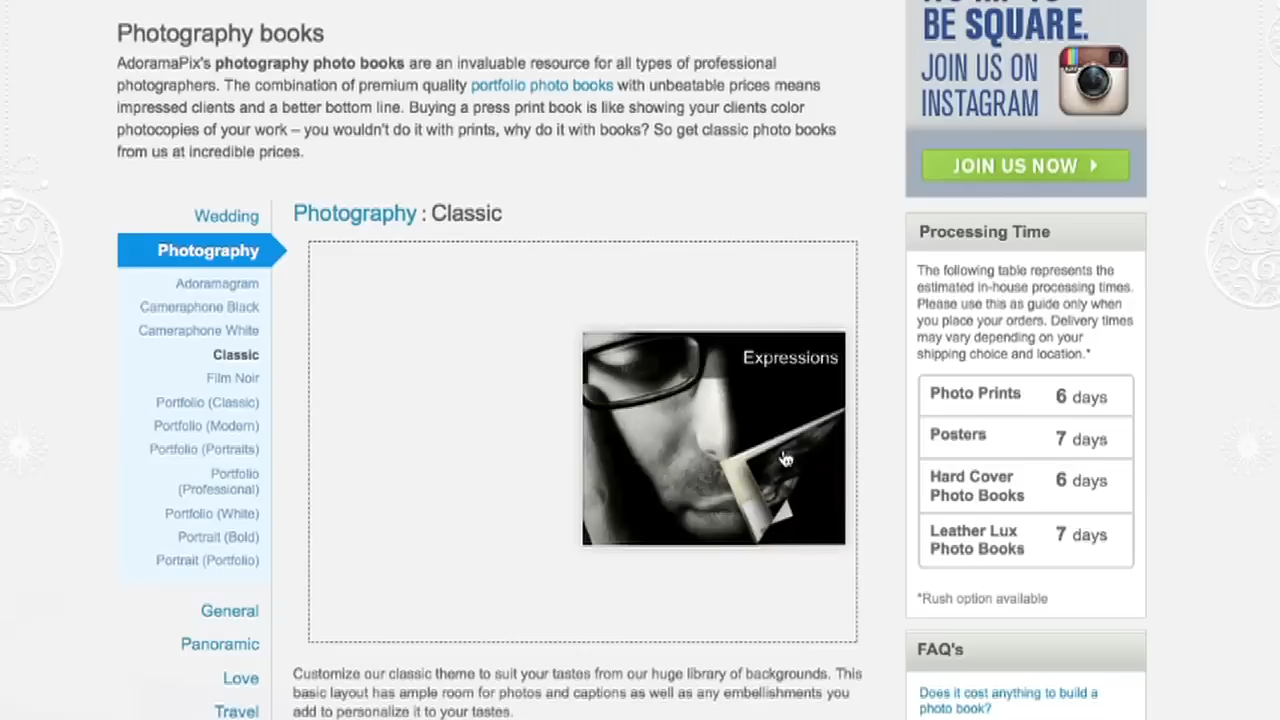 Photography books
AdoramaPix's photography photo books are an invaluable resource for all types of professional
photographers. The combination of premium quality portfolio photo books with unbeatable prices means
impressed clients and a better bottom line. Buying a press print book is like showing your clients color
photocopies of your work – you wouldn't do it with prints, why do it with books? So get classic photo books
from us at incredible prices.
Wedding
Photography
Adoramagram
Cameraphone Black
Cameraphone White
Classic
Film Noir
Portfolio (Classic)
Portfolio (Modern)
Portfolio (Portraits)
Portfolio
(Professional)
Portfolio (White)
Portrait (Bold)
Portrait (Portfolio)
General
Panoramic
Love
Travel
Photography : Classic
Expressions
Customize our classic theme to suit your tastes from our huge library of backgrounds. This
basic layout has ample room for photos and captions as well as any embellishments you
add to personalize it to your tastes.
BE SQUARE.
JOIN US ON
INSTAGRAM
JOIN US NOW
Processing Time
The following table represents the
estimated in-house processing times.
Please use this as guide only when
you place your orders. Delivery times
may vary depending on your
shipping choice and location.*
Photo Prints 6 days
Posters 7 days
Hard Cover
Photo Books 6 days
Leather Lux
Photo Books 7 days
*Rush option available
FAQ's
Does it cost anything to build a
photo book?